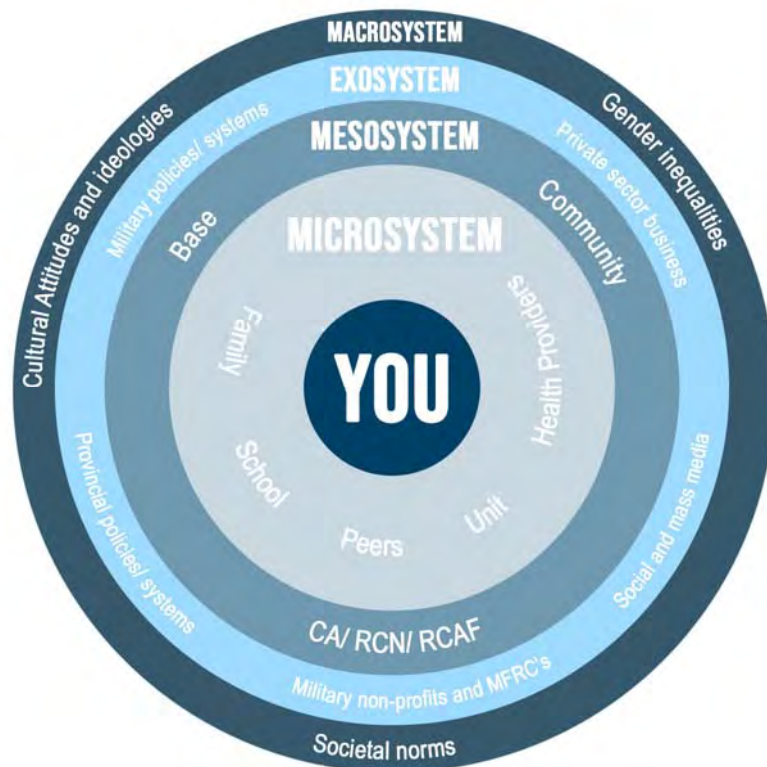 MACROSYSTEM
Cultural Attitudes and ideologies
Gender inequalities
Societal norms
EXOSYSTEM
Military policies/ systems
Private sector business
Provincial policies/ systems
Social and mass media
Military non-profits and MFRC's
MESOSYSTEM
Base
Community
CA/ RCN/ RCAF
MICROSYSTEM
Family
Health Providers
School
Peers
Unit
YOU